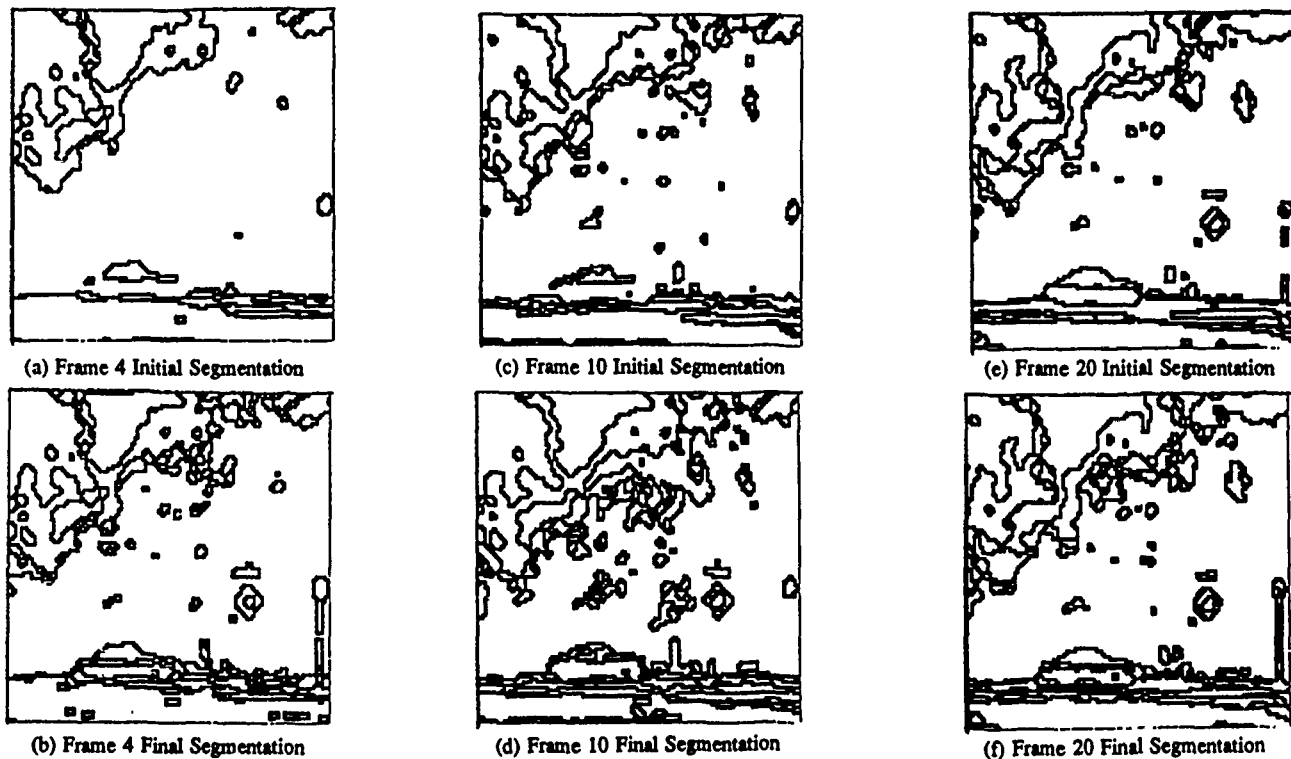 (a) Frame 4 Initial Segmentation
(c) Frame 10 Initial Segmentation
(e) Frame 20 Initial Segmentation
(b) Frame 4 Final Segmentation
(d) Frame 10 Final Segmentation
(f) Frame 20 Final Segmentation